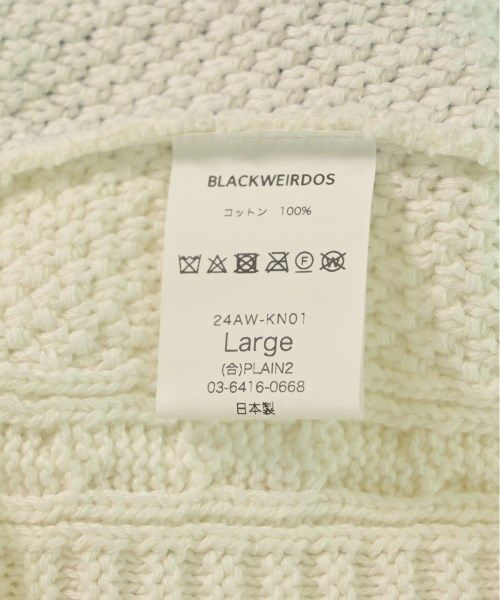 BLACKWEIRDOS
コットン 100%
F W
24AW-KN01
Large
(合)PLAIN2
03-6416-0668
日本製